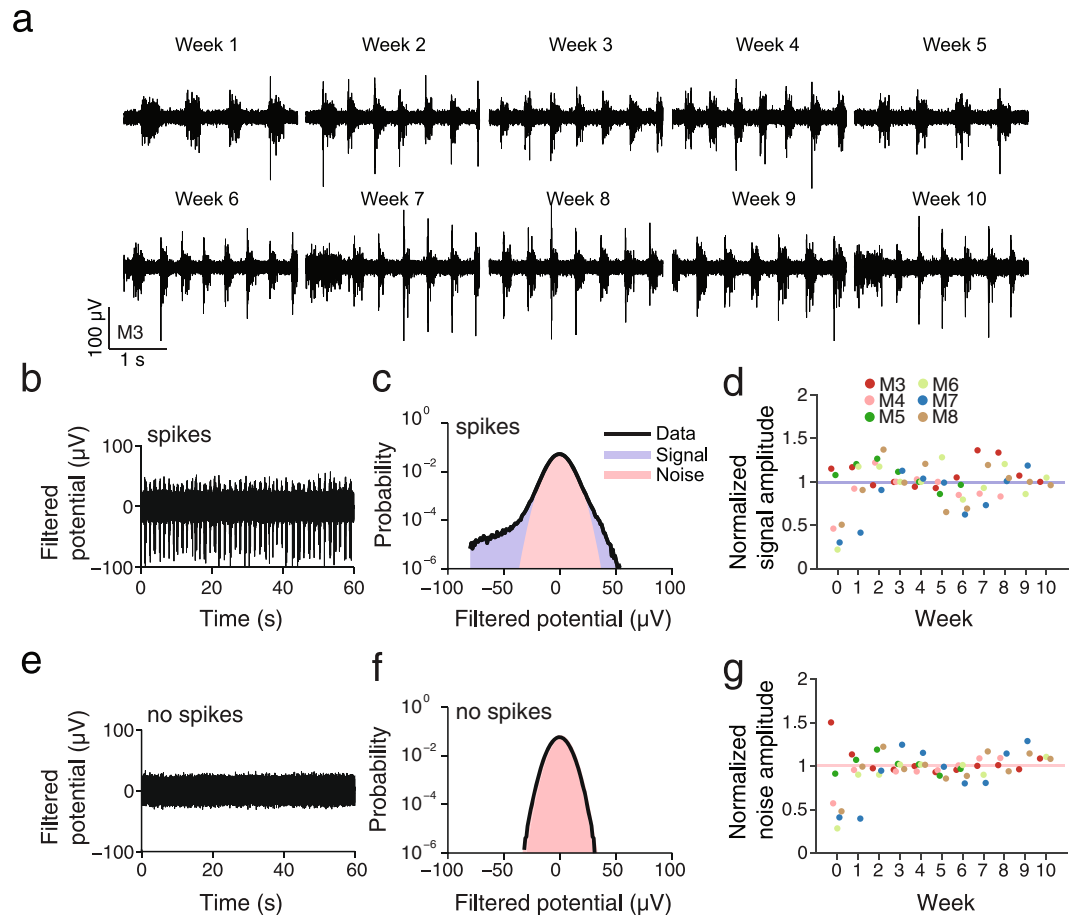 a
Week 1 Week 2 Week 3 Week 4 Week 5
Week 6 Week 7 Week 8 Week 9 Week 10
100 µV
M3
1 s
b
Filtered
potential (µV)
100
0
−100
spikes
0 20 40 60
Time (s)
c
Probability
10^0
10^−2
10^−4
10^−6
spikes
Data
Signal
Noise
−100 −50 0 50 100
Filtered potential (µV)
d
M3 M6
M4 M7
M5 M8
Normalized
signal amplitude
2
1.5
1
0.5
0
0 1 2 3 4 5 6 7 8 9 10
Week
e
Filtered
potential (µV)
100
0
−100
no spikes
0 20 40 60
Time (s)
f
Probability
10^0
10^−2
10^−4
10^−6
no spikes
−100 −50 0 50 100
Filtered potential (µV)
g
Normalized
noise amplitude
2
1.5
1
0.5
0
0 1 2 3 4 5 6 7 8 9 10
Week